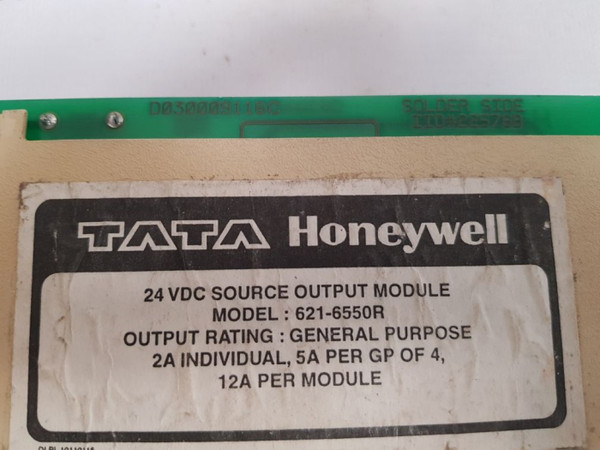 SOLDER SIDE
TATA Honeywell
24 VDC SOURCE OUTPUT MODULE
MODEL : 621-6550R
OUTPUT RATING : GENERAL PURPOSE
2A INDIVIDUAL, 5A PER GP OF 4,
12A PER MODULE